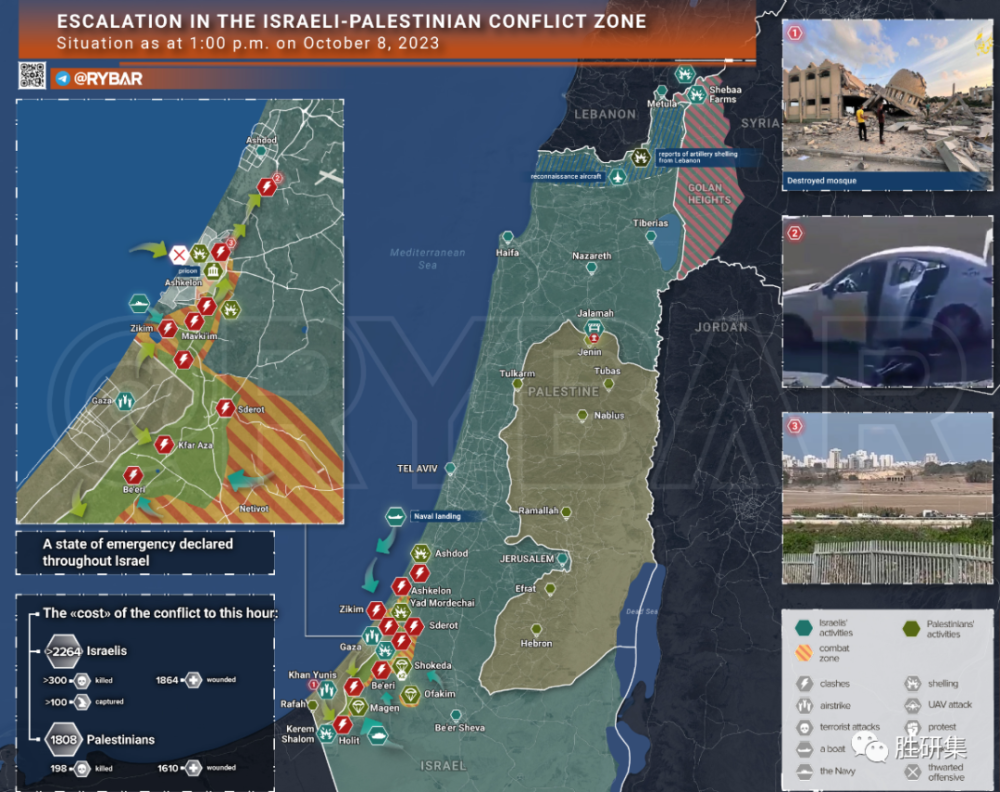 ESCALATION IN THE ISRAELI-PALESTINIAN CONFLICT ZONE
Situation as at 1:00 p.m. on October 8, 2023
@RYBAR
Ashdod
2
3
prison
Ashkelon
Zikim
Mavki'im
Gaza
Sderot
Kfar Aza
Be'eri
Netivot
A state of emergency declared
throughout Israel
The «cost» of the conflict to this hour:
>2264 Israelis
>300 killed
1864 wounded
>100 captured
1808 Palestinians
198 killed
1610 wounded
LEBANON
Metula
Shebaa
Farms
SYRIA
reports of artillery shelling
from Lebanon
reconnaissance aircraft
GOLAN
HEIGHTS
Mediterranean
Sea
Haifa
Tiberias
Nazareth
Jalamah
Jenin
JORDAN
Tulkarm
Tubas
PALESTINE
Nablus
@RYBAR
TEL AVIV
Naval landing
Ramallah
JERUSALEM
Ashdod
Ashkelon
Yad Mordechai
Efrat
Dead Sea
Zikim
Sderot
Hebron
Gaza
Shokeda
Khan Yunis
1
Be'eri
Ofakim
Rafah
Magen
Be'er Sheva
Kerem
Shalom
Holit
ISRAEL
1
Destroyed mosque
2
3
Israelis'
activities
Palestinians'
activities
combat
zone
clashes
shelling
airstrike
UAV attack
terrorist attacks
protest
a boat
the Navy
thwarted
offensive
胜研集